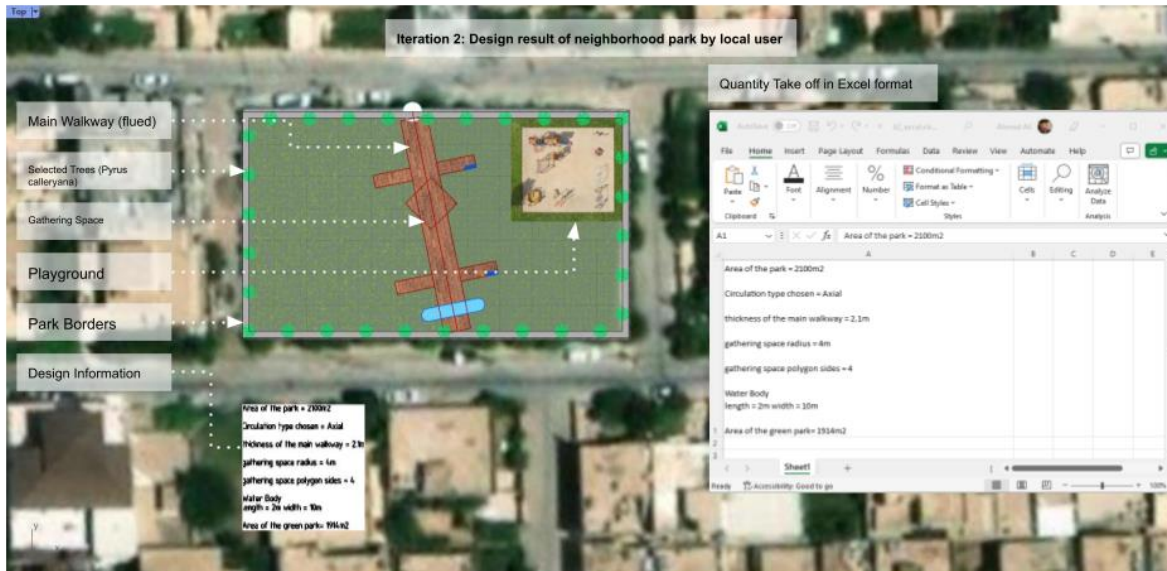 Top
Iteration 2: Design result of neighborhood park by local user
Quantity Take off in Excel format
Main Walkway (flued)
Selected Trees (Pyrus
calleryana)
Gathering Space
Playground
Park Borders
Design Information
Area of the park = 2100m2
Circulation type chosen = Axial
thickness of the main walkway = 2.1m
gathering space radius = 4m
gathering space polygon sides = 4
Water Body
length = 2m width = 10m
Area of the green park= 1914m2
AutoSave Off
File Home Insert Page Layout Formulas Data Review View Automate Help
Paste
Font
Alignment
Number
Conditional Formatting
Format as Table
Cell Styles
Cells
Editing
Analyze
Data
Clipboard
Styles
Analysis
A1
fx Area of the park = 2100m2
A B C D E
Area of the park = 2100m2
Circulation type chosen = Axial
thickness of the main walkway = 2.1m
gathering space radius = 4m
gathering space polygon sides = 4
Water Body
length = 2m width = 10m
1 Area of the green park= 1914m2
2
3
Sheet1
Ready Accessibility: Good to go
100%